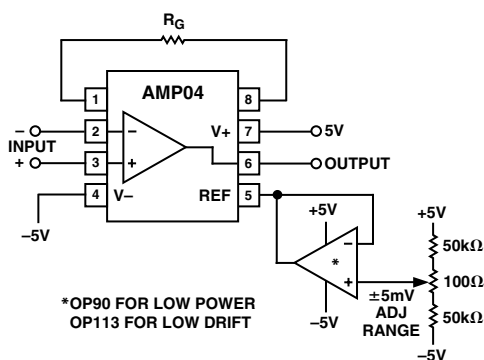 RG
1
AMP04
8
– 2 – V+ 7 5V
INPUT
+ 3 + 6 OUTPUT
4 V– REF 5
–5V
+5V
–
*
+
–5V
±5mV
ADJ
RANGE
+5V
50kΩ
100Ω
50kΩ
–5V
*OP90 FOR LOW POWER
OP113 FOR LOW DRIFT